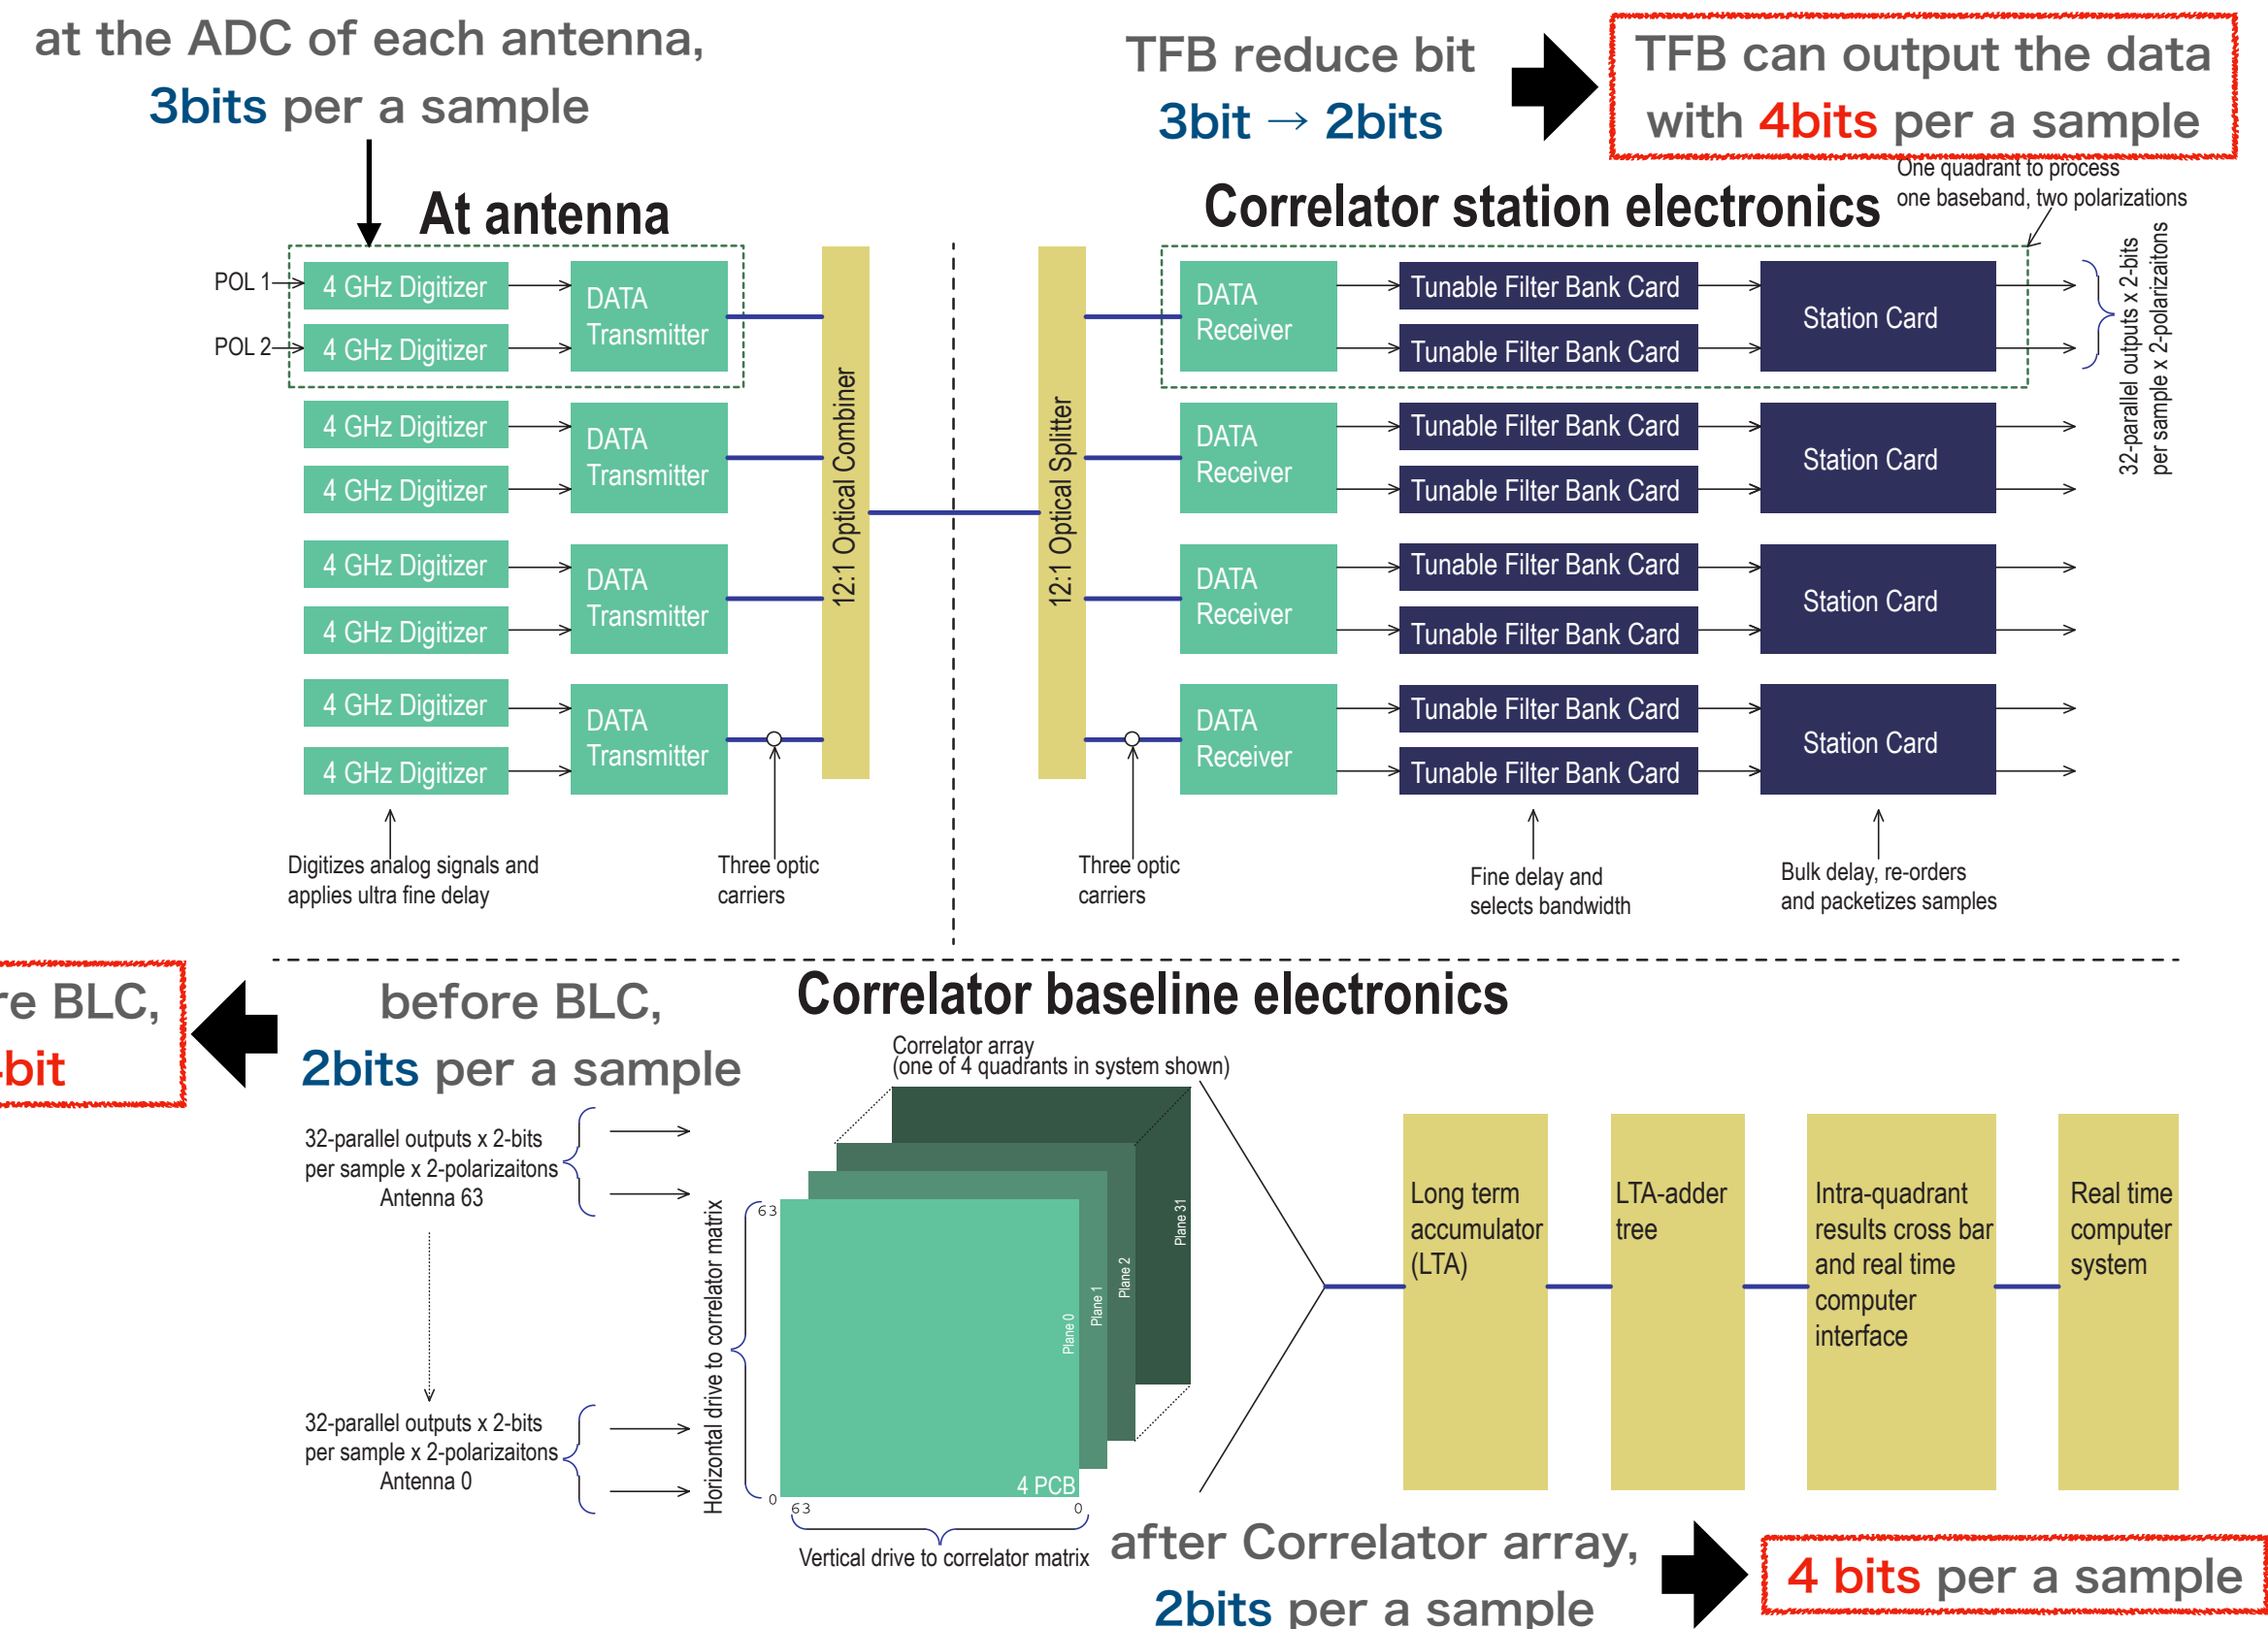 at the ADC of each antenna,
3bits per a sample
TFB reduce bit
3bit → 2bits
TFB can output the data
with 4bits per a sample
At antenna
Correlator station electronics
One quadrant to process
one baseband, two polarizations
POL 1
POL 2
4 GHz Digitizer
4 GHz Digitizer
DATA
Transmitter
4 GHz Digitizer
4 GHz Digitizer
DATA
Transmitter
4 GHz Digitizer
4 GHz Digitizer
DATA
Transmitter
4 GHz Digitizer
4 GHz Digitizer
DATA
Transmitter
12:1 Optical Combiner
12:1 Optical Splitter
DATA
Receiver
Tunable Filter Bank Card
Tunable Filter Bank Card
Station Card
DATA
Receiver
Tunable Filter Bank Card
Tunable Filter Bank Card
Station Card
DATA
Receiver
Tunable Filter Bank Card
Tunable Filter Bank Card
Station Card
DATA
Receiver
Tunable Filter Bank Card
Tunable Filter Bank Card
Station Card
32-parallel outputs x 2-bits
per sample x 2-polarizaitons
Digitizes analog signals and
applies ultra fine delay
Three optic
carriers
Three optic
carriers
Fine delay and
selects bandwidth
Bulk delay, re-orders
and packetizes samples
re BLC,
-bit
before BLC,
2bits per a sample
Correlator baseline electronics
Correlator array
(one of 4 quadrants in system shown)
32-parallel outputs x 2-bits
per sample x 2-polarizaitons
Antenna 63
32-parallel outputs x 2-bits
per sample x 2-polarizaitons
Antenna 0
Horizontal drive to correlator matrix
63
0
63
0
Plane 0
Plane 1
Plane 2
Plane 31
4 PCB
Vertical drive to correlator matrix
Long term
accumulator
(LTA)
LTA-adder
tree
Intra-quadrant
results cross bar
and real time
computer
interface
Real time
computer
system
after Correlator array,
2bits per a sample
4 bits per a sample